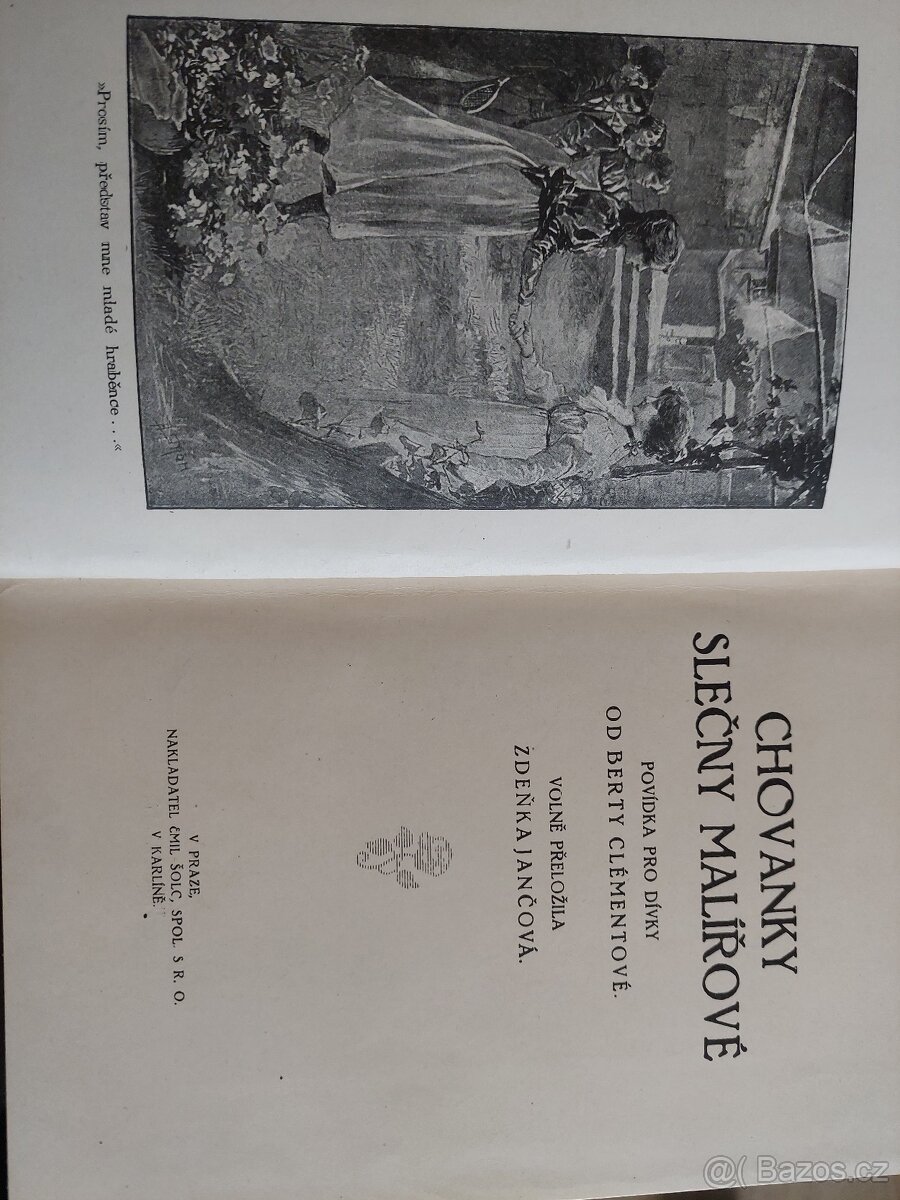 »Prosím, představ mne mladé hraběnce . . .«
CHOVANKY
SLEČNY MALÍŘOVÉ
POVÍDKA PRO DÍVKY
OD BERTY CLÉMENTOVÉ.
VOLNĚ PŘELOŽILA
ZDEŇKA JANČOVÁ.
V PRAZE,
NAKLADATEL EMIL ŠOLC, SPOL. S R. O.
V KARLÍNĚ.
@( Bazos.cz